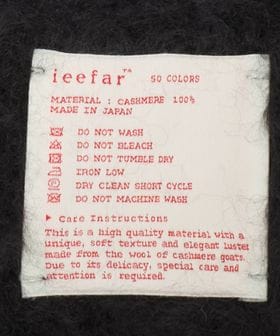 ieefar™ 50 COLORS
MATERIAL : CASHMERE 100%
MADE IN JAPAN
DO NOT WASH
DO NOT BLEACH
DO NOT TUMBLE DRY
IRON LOW
DRY CLEAN SHORT CYCLE
DO NOT MACHINE WASH
▶ Care Instructions
This is a high quality material with a
unique, soft texture and elegant luster
made from the wool of cashmere goats.
Due to its delicacy, special care and
attention is required.